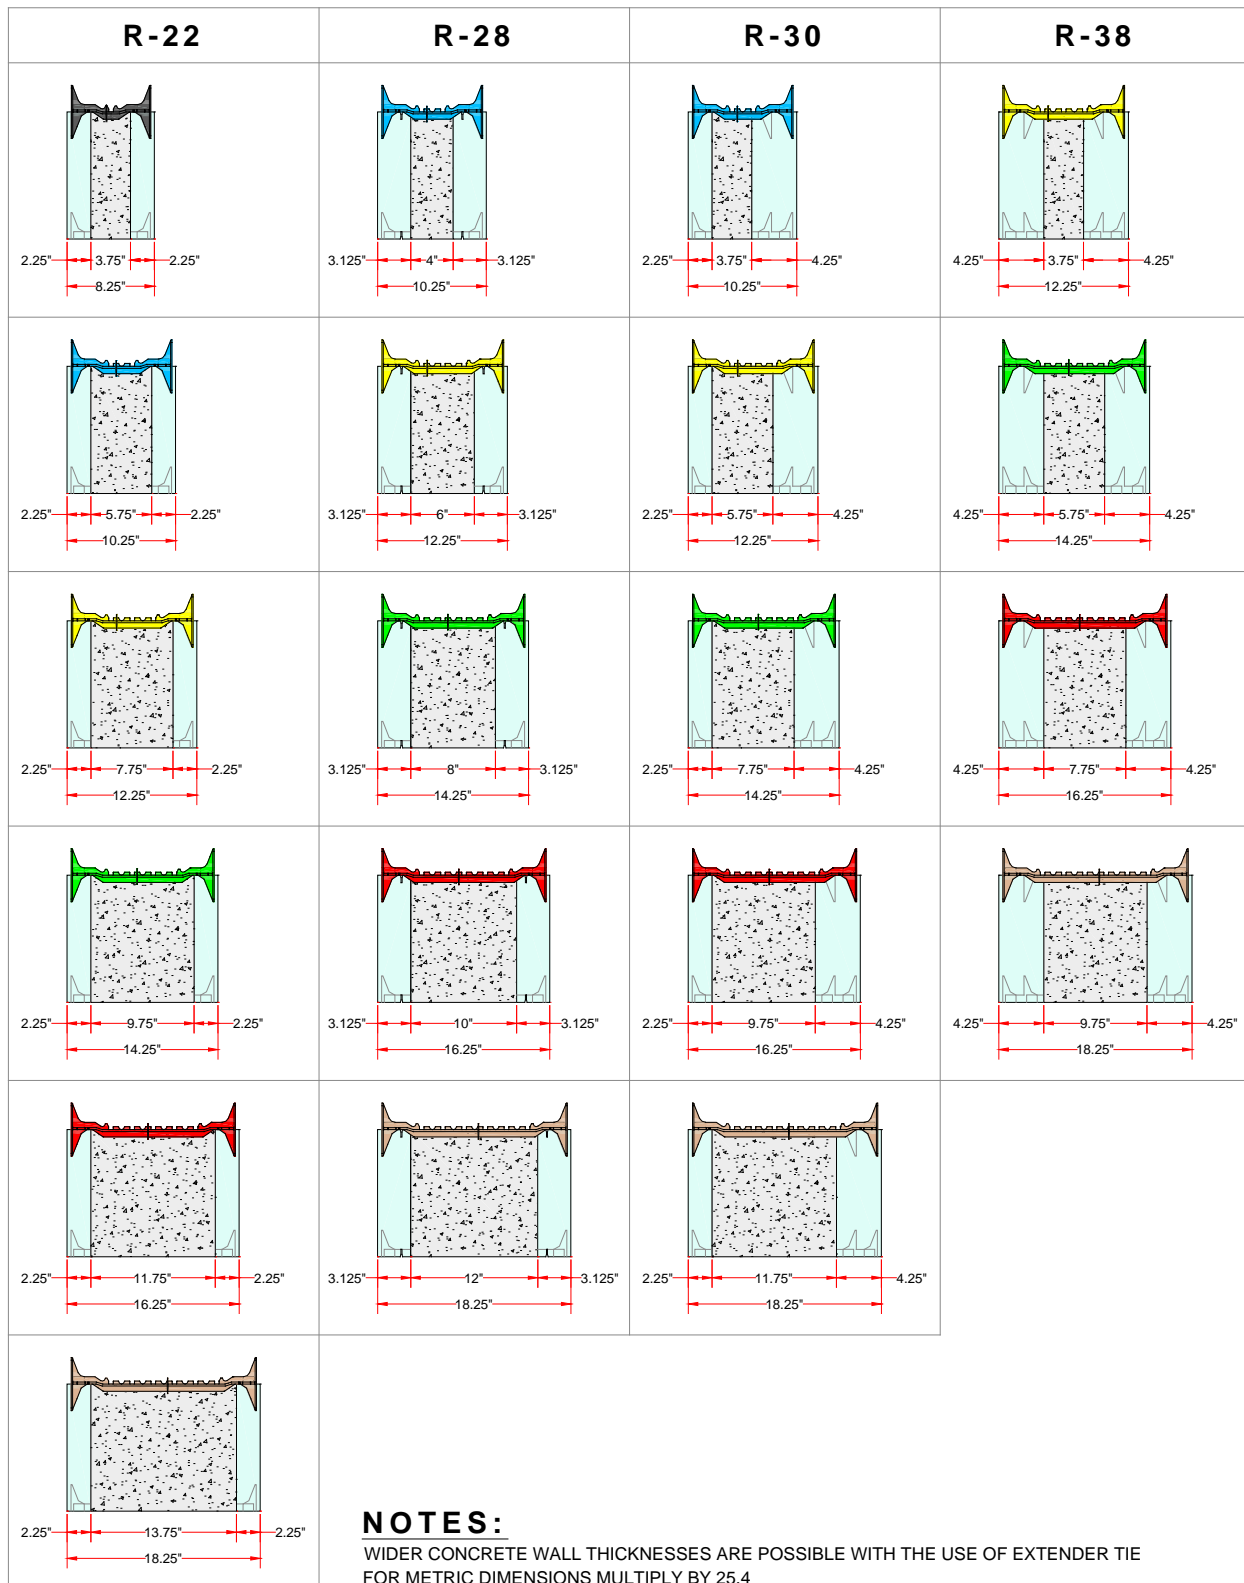 R-22 R-28 R-30 R-38
2.25" 3.75" 2.25" 3.125" 4" 3.125" 2.25" 3.75" 4.25" 4.25" 3.75" 4.25"
8.25" 10.25" 10.25" 12.25"
2.25" 5.75" 2.25" 3.125" 6" 3.125" 2.25" 5.75" 4.25" 4.25" 5.75" 4.25"
10.25" 12.25" 12.25" 14.25"
2.25" 7.75" 2.25" 3.125" 8" 3.125" 2.25" 7.75" 4.25" 4.25" 7.75" 4.25"
12.25" 14.25" 14.25" 16.25"
2.25" 9.75" 2.25" 3.125" 10" 3.125" 2.25" 9.75" 4.25" 4.25" 9.75" 4.25"
14.25" 16.25" 16.25" 18.25"
2.25" 11.75" 2.25" 3.125" 12" 3.125" 2.25" 11.75" 4.25"
16.25" 18.25" 18.25"
2.25" 13.75" 2.25"
18.25"
NOTES:
WIDER CONCRETE WALL THICKNESSES ARE POSSIBLE WITH THE USE OF EXTENDER TIE
FOR METRIC DIMENSIONS MULTIPLY BY 25.4